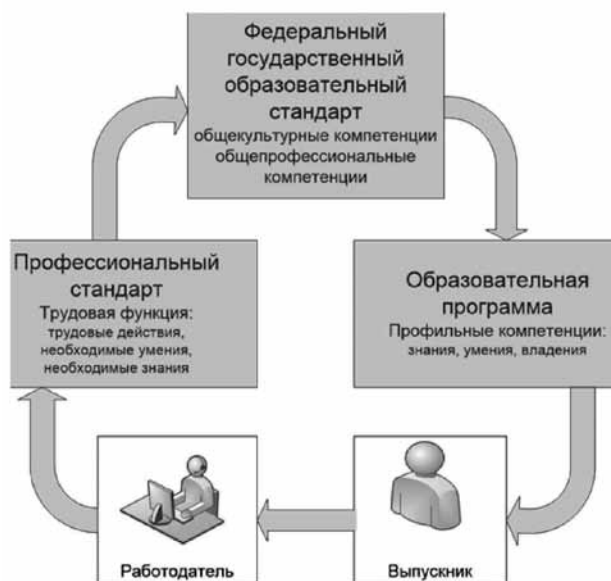 Федеральный
государственный
образовательный
стандарт
общекультурные компетенции
общепрофессиональные
компетенции
Профессиональный
стандарт
Трудовая функция:
трудовые действия,
необходимые умения,
необходимые знания
Образовательная
программа
Профильные компетенции:
знания, умения, владения
Работодатель
Выпускник